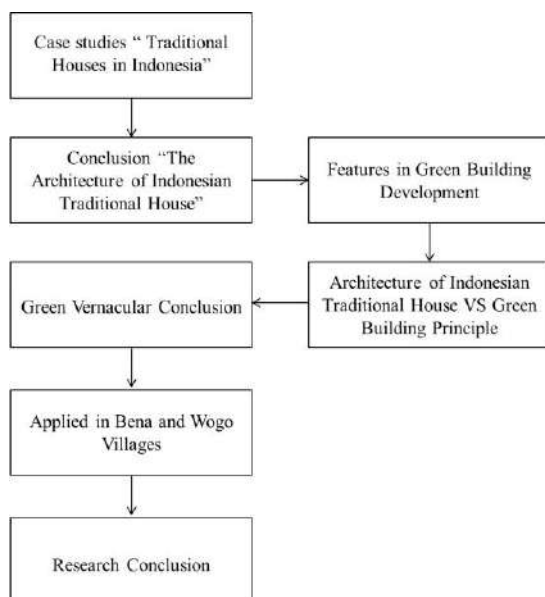 Case studies “ Traditional
Houses in Indonesia”
Conclusion “The
Architecture of Indonesian
Traditional House”
Features in Green Building
Development
Architecture of Indonesian
Traditional House VS Green
Building Principle
Green Vernacular Conclusion
Applied in Bena and Wogo
Villages
Research Conclusion